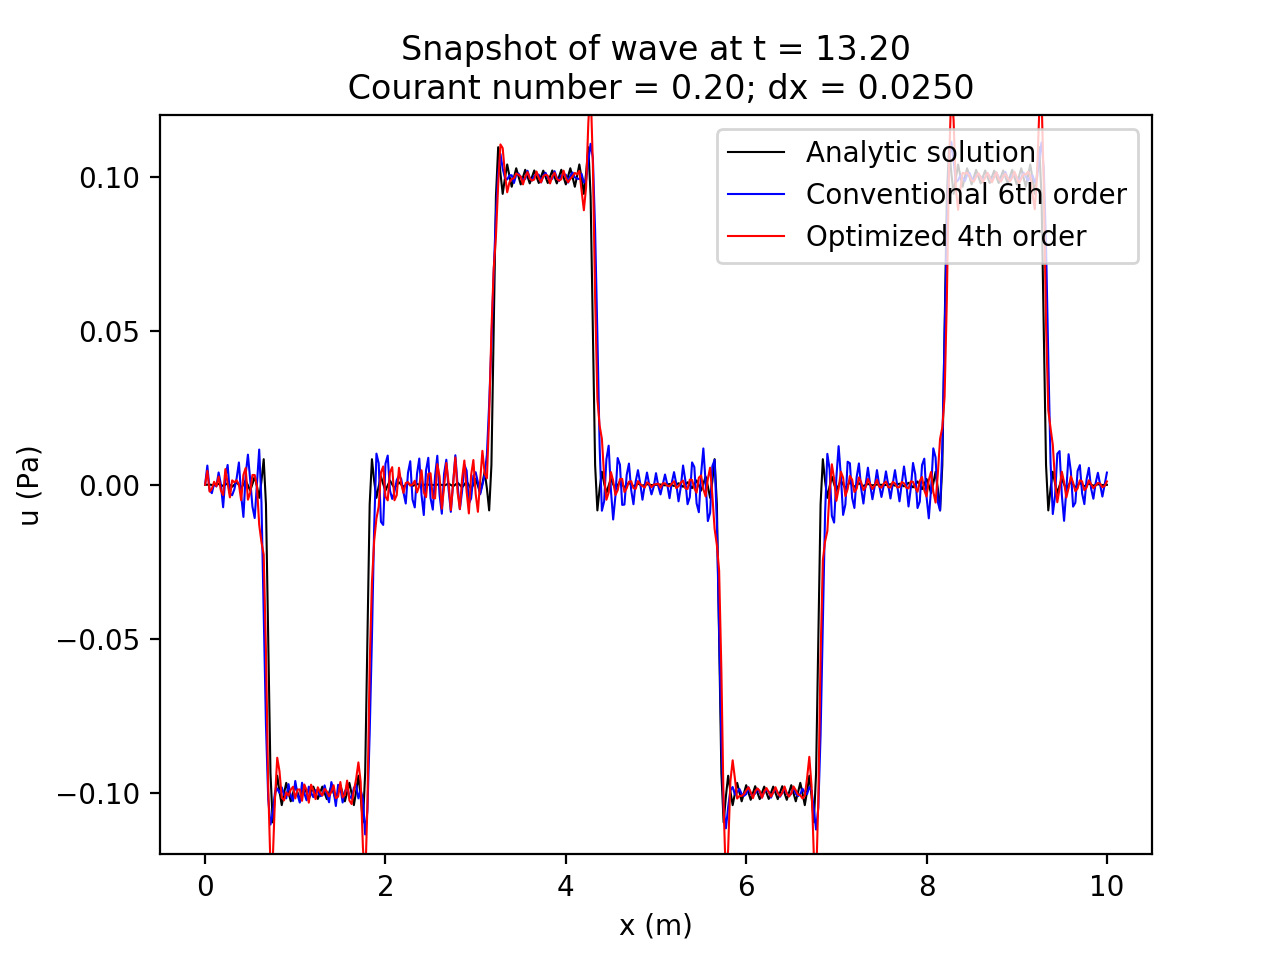 Snapshot of wave at t = 13.20
Courant number = 0.20; dx = 0.0250
Analytic solution
Conventional 6th order
Optimized 4th order
0.10
0.05
0.00
−0.05
−0.10
u (Pa)
0 2 4 6 8 10
x (m)